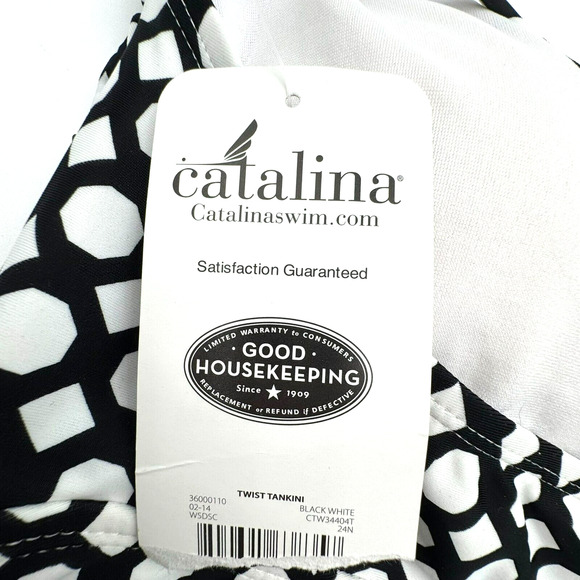 catalina®
Catalinaswim.com
Satisfaction Guaranteed
LIMITED WARRANTY to CONSUMERS
· GOOD ·
HOUSEKEEPING
Since ★ 1909
REPLACEMENT or REFUND if DEFECTIVE
TWIST TANKINI
36000110 BLACK WHITE
02-14 CTW34404T
WSDSC 24N